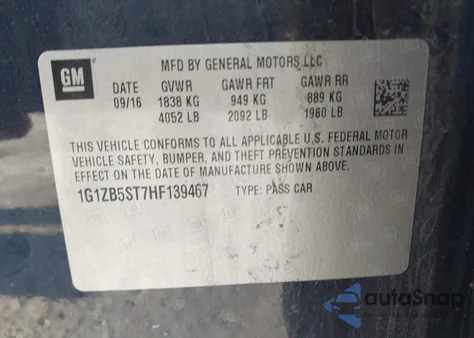 GM
MFD BY GENERAL MOTORS LLC
DATE GVWR GAWR FRT GAWR RR
09/16 1838 KG 949 KG 889 KG
4052 LB 2092 LB 1960 LB
THIS VEHICLE CONFORMS TO ALL APPLICABLE U.S. FEDERAL MOTOR
VEHICLE SAFETY, BUMPER, AND THEFT PREVENTION STANDARDS IN
EFFECT ON THE DATE OF MANUFACTURE SHOWN ABOVE.
1G1ZB5ST7HF139467 TYPE: PASS CAR
autoSnap